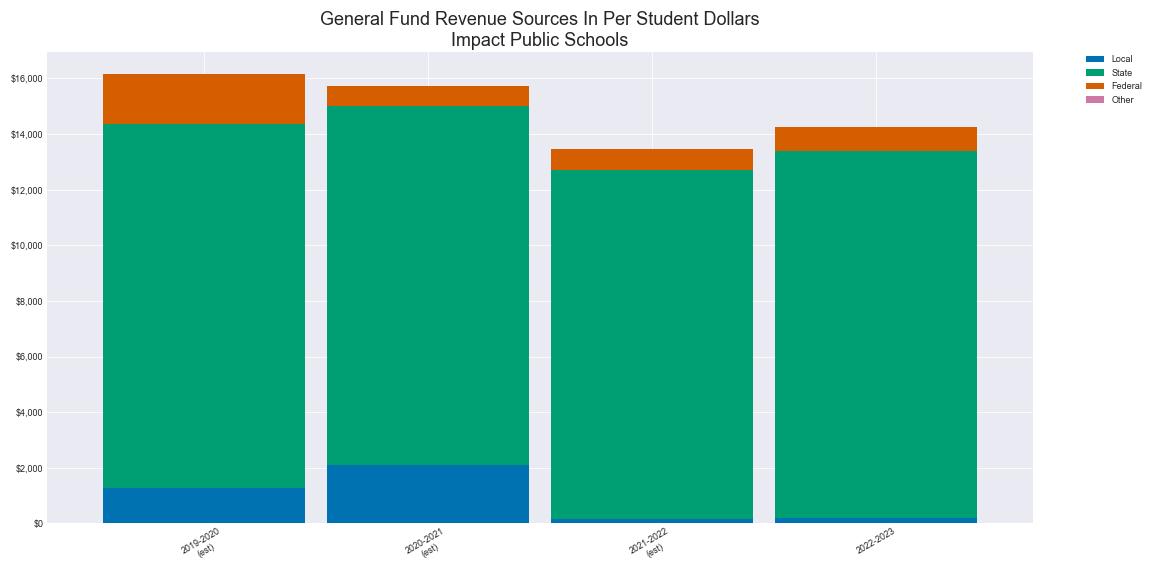 General Fund Revenue Sources In Per Student Dollars
Impact Public Schools
Local
State
Federal
Other
$16,000
$14,000
$12,000
$10,000
$8,000
$6,000
$4,000
$2,000
$0
2019-2020
(est)
2020-2021
(est)
2021-2022
(est)
2022-2023